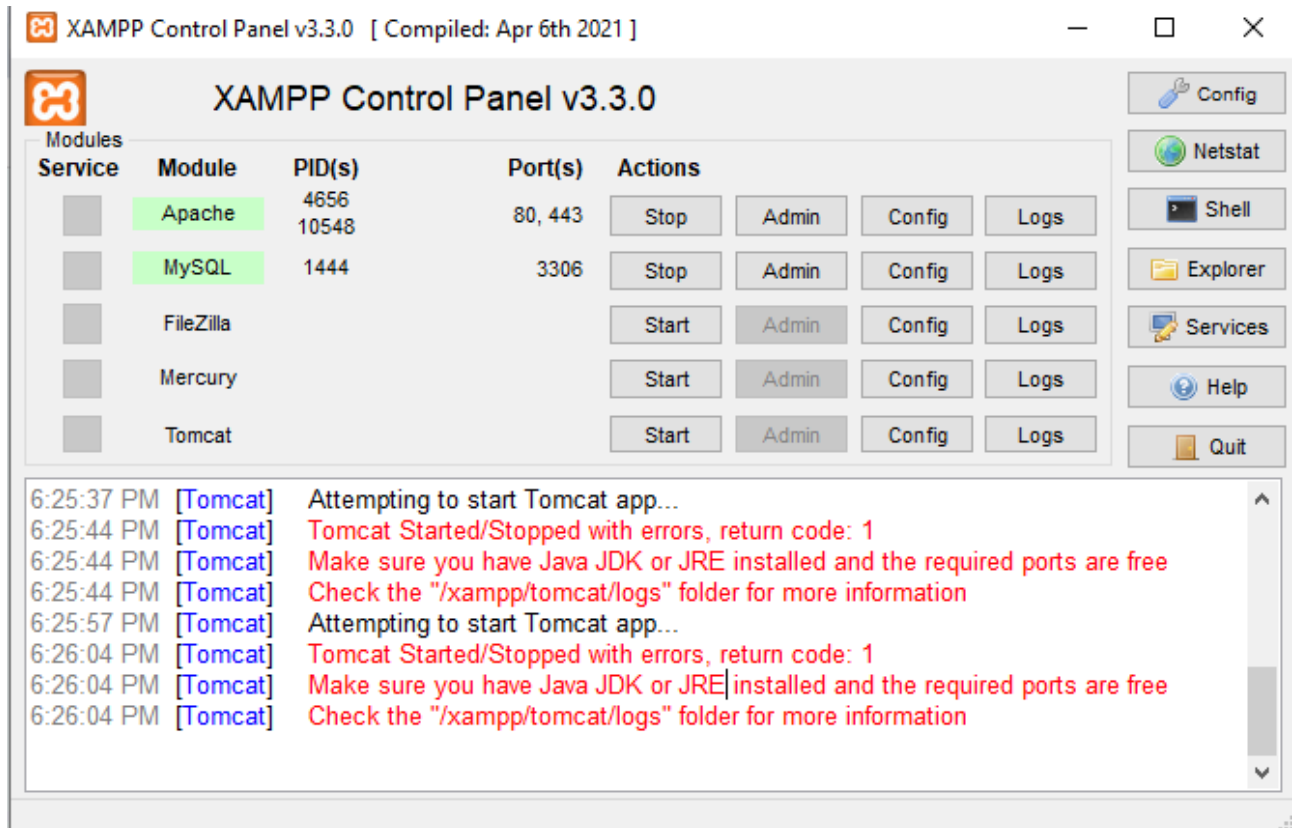 XAMPP Control Panel v3.3.0 [ Compiled: Apr 6th 2021 ]
XAMPP Control Panel v3.3.0
Config
Modules
Netstat
Service Module PID(s) Port(s) Actions
Shell
Apache 4656 10548 80, 443 Stop Admin Config Logs
MySQL 1444 3306 Stop Admin Config Logs
Explorer
FileZilla Start Admin Config Logs
Services
Mercury Start Admin Config Logs
Help
Tomcat Start Admin Config Logs
Quit
6:25:37 PM [Tomcat] Attempting to start Tomcat app...
6:25:44 PM [Tomcat] Tomcat Started/Stopped with errors, return code: 1
6:25:44 PM [Tomcat] Make sure you have Java JDK or JRE installed and the required ports are free
6:25:44 PM [Tomcat] Check the "/xampp/tomcat/logs" folder for more information
6:25:57 PM [Tomcat] Attempting to start Tomcat app...
6:26:04 PM [Tomcat] Tomcat Started/Stopped with errors, return code: 1
6:26:04 PM [Tomcat] Make sure you have Java JDK or JRE installed and the required ports are free
6:26:04 PM [Tomcat] Check the "/xampp/tomcat/logs" folder for more information